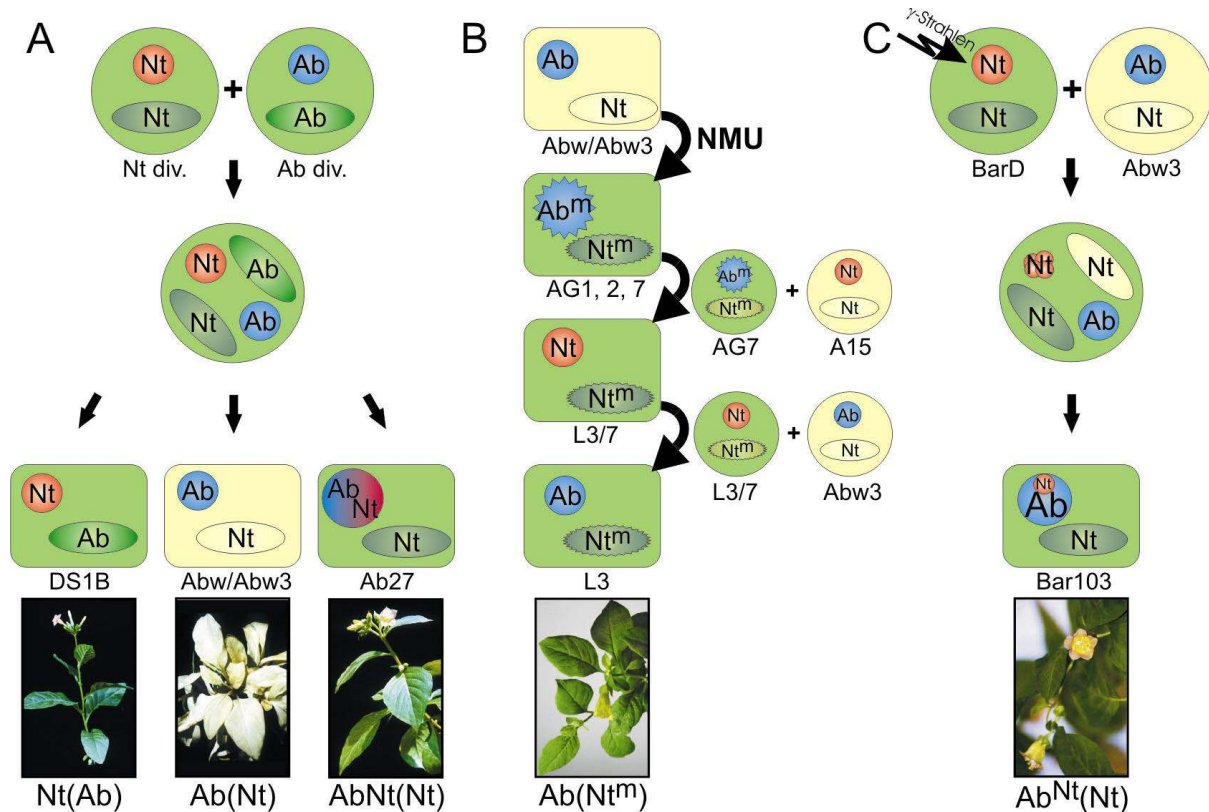 A
Nt
Nt
+
Ab
Ab
Nt div.
Ab div.
Nt
Ab
Nt
Ab
Nt
Ab
DS1B
Ab
Nt
Abw/Abw3
Ab
Nt
Nt
Ab27
Nt(Ab)
Ab(Nt)
AbNt(Nt)
B
Ab
Nt
Abw/Abw3
NMU
Abᵐ
Ntᵐ
AG1, 2, 7
Abᵐ
Ntᵐ
+
Nt
Nt
AG7
A15
Nt
Ntᵐ
L3/7
Nt
Ntᵐ
+
Ab
Nt
L3/7
Abw3
Ab
Ntᵐ
L3
Ab(Ntᵐ)
C
γ-Strahlen
Nt
Nt
+
Ab
Nt
BarD
Abw3
Nt
Nt
Nt
Ab
Nt
Ab
Nt
Bar103
Abᴺᵗ(Nt)